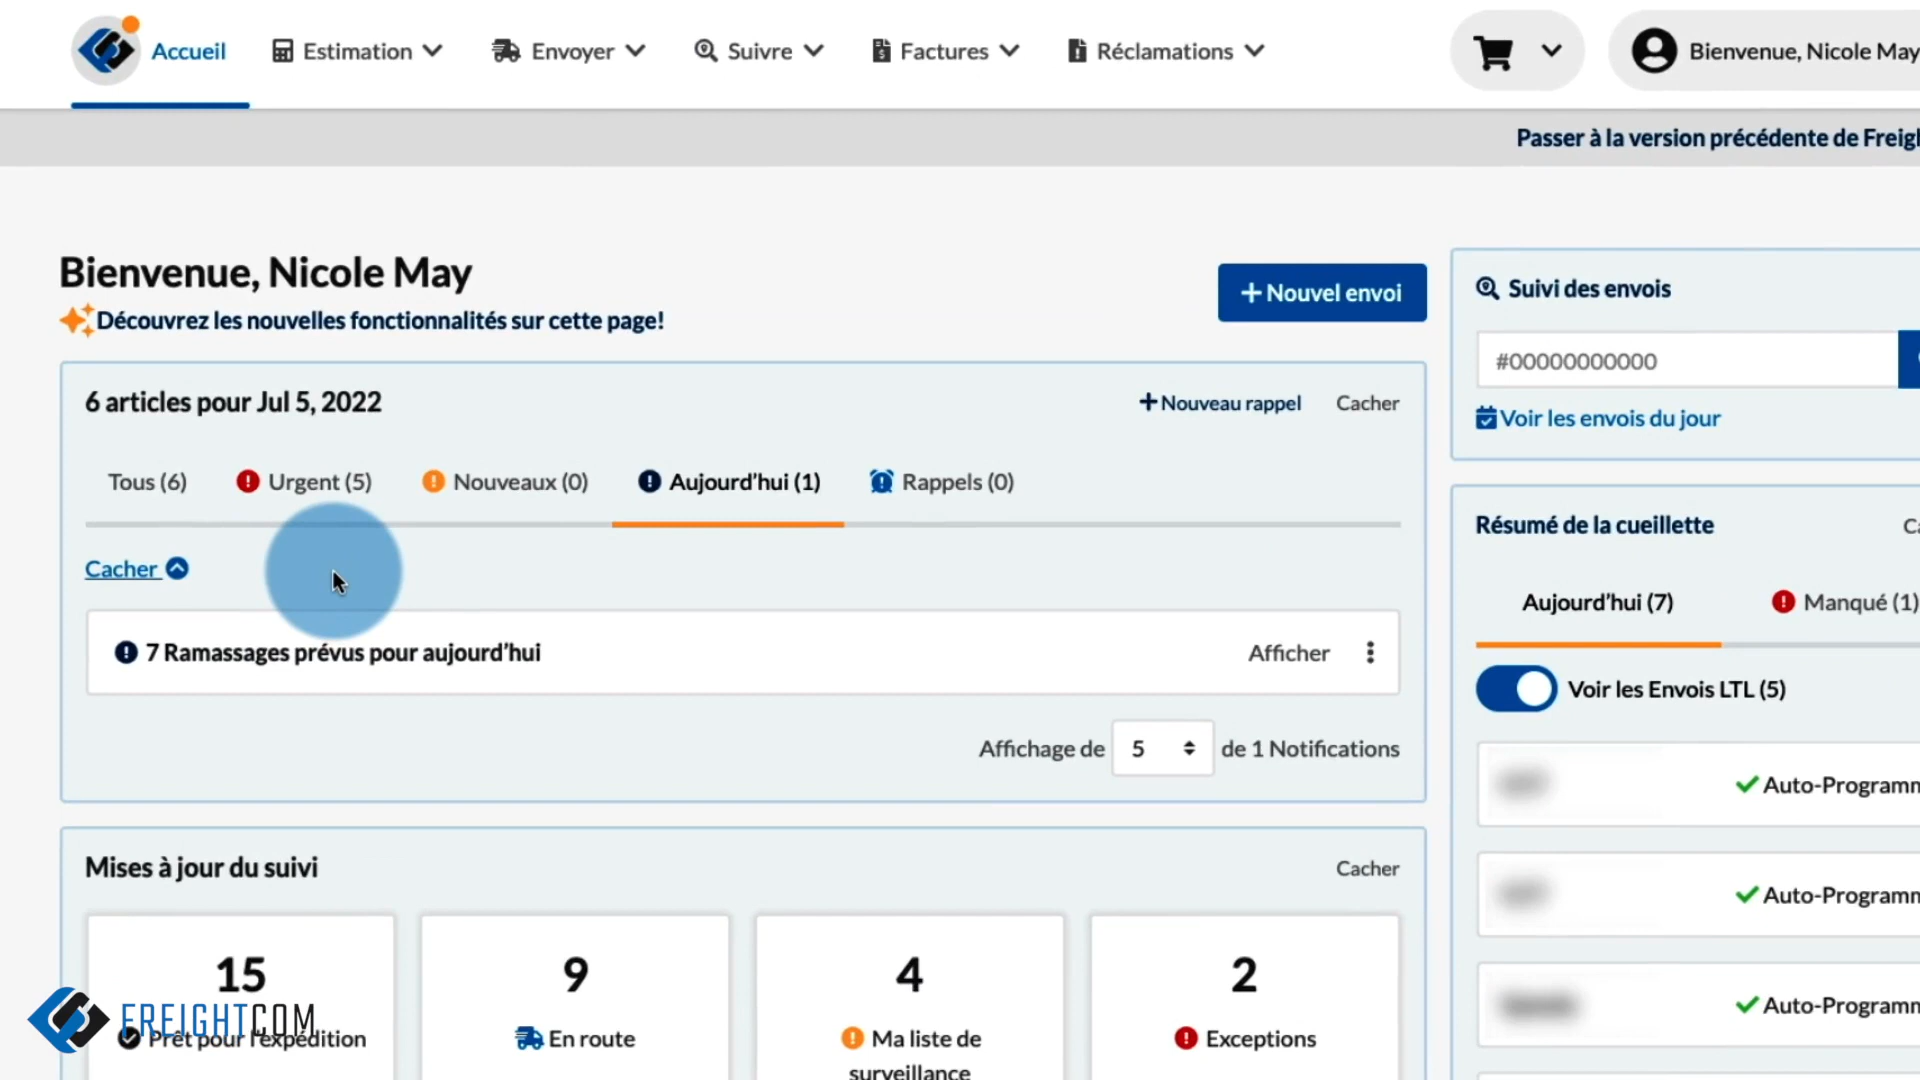 Accueil
Estimation
Envoyer
Suivre
Factures
Réclamations
Bienvenue, Nicole May
Passer à la version précédente de
Bienvenue, Nicole May
Découvrez les nouvelles fonctionnalités sur cette page!
+ Nouvel envoi
6 articles pour Jul 5, 2022
+ Nouveau rappel
Cacher
Tous (6)
Urgent (5)
Nouveaux (0)
Aujourd'hui (1)
Rappels (0)
Cacher
7 Ramassages prévus pour aujourd'hui
Afficher
Affichage de 5 de 1 Notifications
Suivi des envois
#00000000000
Voir les envois du jour
Résumé de la cueillette
Aujourd'hui (7)
Manqué (1)
Voir les Envois LTL (5)
Auto-Programm
Auto-Programm
Auto-Programm
Mises à jour du suivi
Cacher
15
Prêt pour l'expédition
9
En route
4
Ma liste de
surveillance
2
Exceptions
FREIGHTCOM